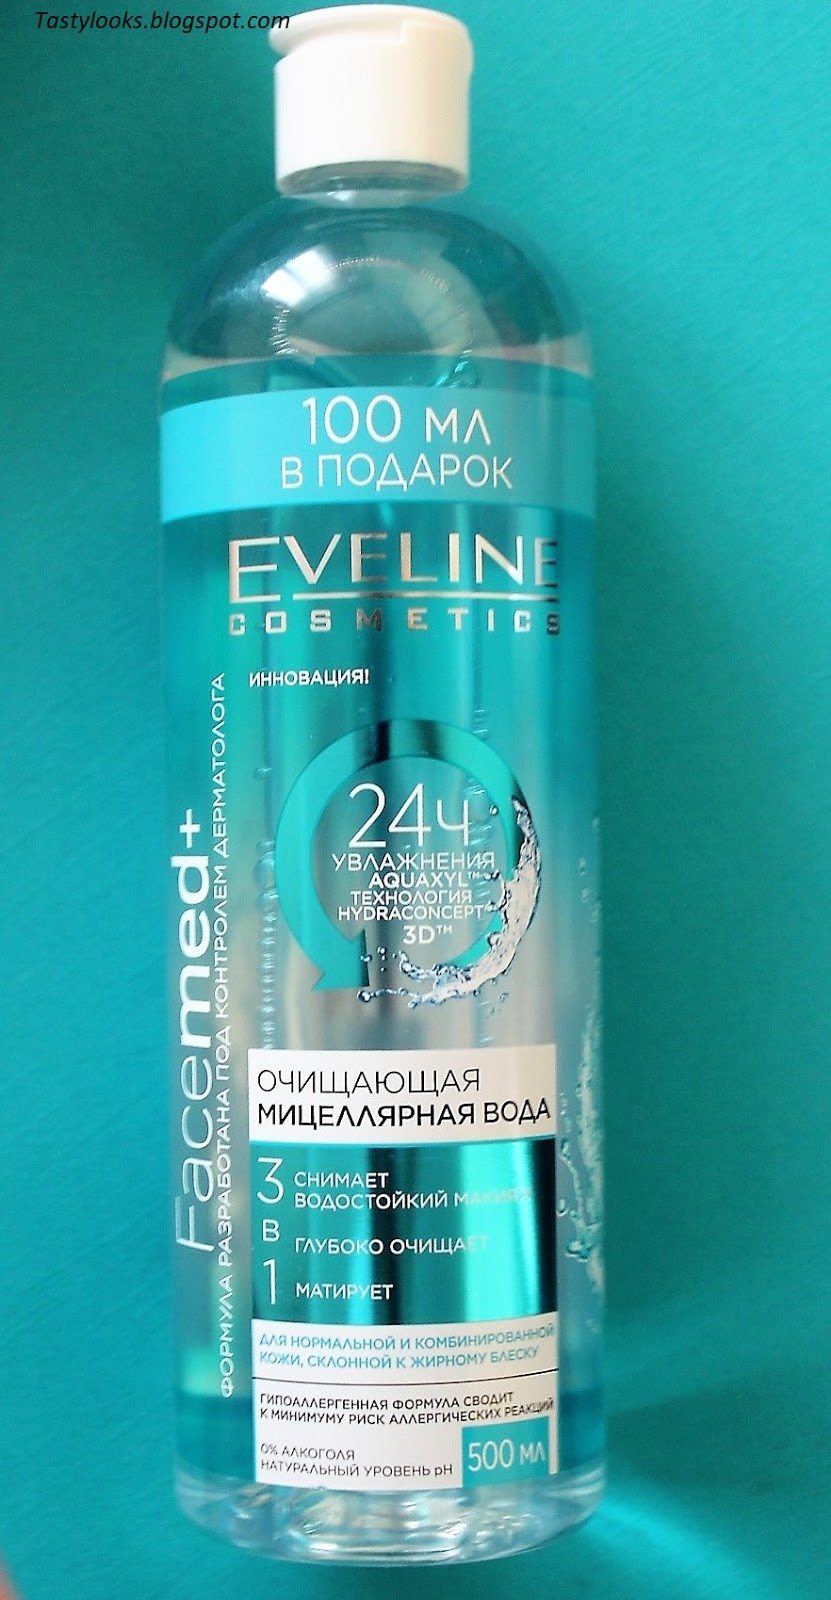 Tastylooks.blogspot.com
100 МЛ
В ПОДАРОК
EVELINE
COSMETICS
ИННОВАЦИЯ!
24ч
УВЛАЖНЕНИЯ
AQUAXYL™
ТЕХНОЛОГИЯ
HYDRACONCEPT
3D™
Facemed+
ФОРМУЛА РАЗРАБОТАНА ПОД КОНТРОЛЕМ ДЕРМАТОЛОГА
ОЧИЩАЮЩАЯ
МИЦЕЛЛЯРНАЯ ВОДА
3 В 1
СНИМАЕТ
ВОДОСТОЙКИЙ МАКИЯЖ
ГЛУБОКО ОЧИЩАЕТ
МАТИРУЕТ
ДЛЯ НОРМАЛЬНОЙ И КОМБИНИРОВАННОЙ
КОЖИ, СКЛОННОЙ К ЖИРНОМУ БЛЕСКУ
ГИПОАЛЛЕРГЕННАЯ ФОРМУЛА СВОДИТ
К МИНИМУМУ РИСК АЛЛЕРГИЧЕСКИХ РЕАКЦИЙ
0% АЛКОГОЛЯ
НАТУРАЛЬНЫЙ УРОВЕНЬ pH
500 МЛ